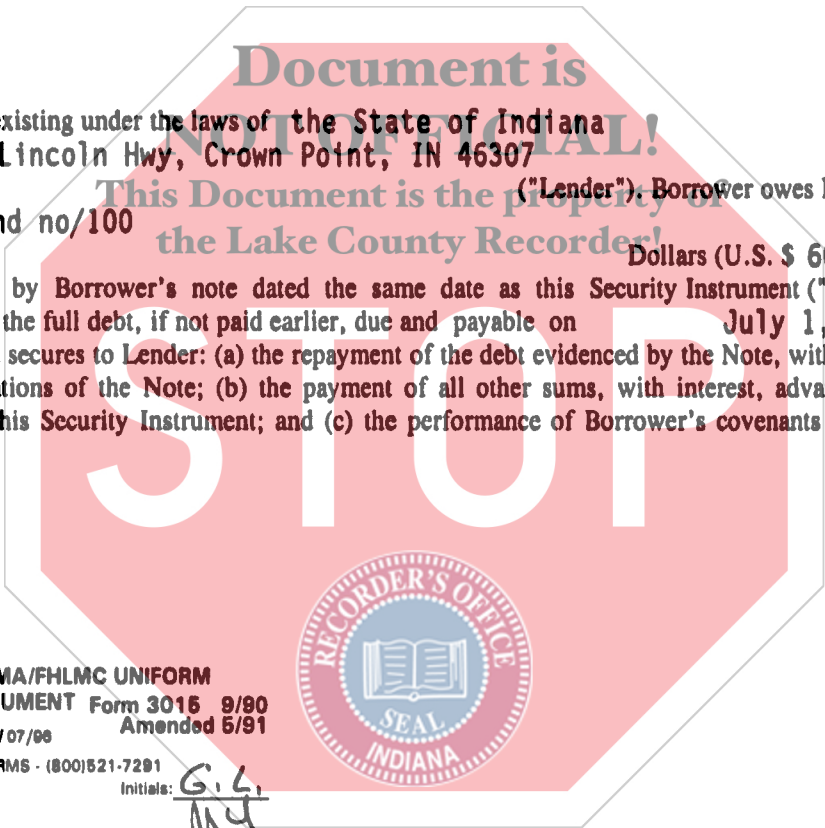 Document is
existing under the laws of the State of Indiana
NOT OFFICIAL!
Lincoln Hwy, Crown Point, IN 46307
This Document is the property of
("Lender"). Borrower owes
nd no/100
the Lake County Recorder!
Dollars (U.S. $ 6
by Borrower's note dated the same date as this Security Instrument ("
the full debt, if not paid earlier, due and payable on July 1,
secures to Lender: (a) the repayment of the debt evidenced by the Note, with
tions of the Note; (b) the payment of all other sums, with interest, adva
his Security Instrument; and (c) the performance of Borrower's covenants
STOP
RECORDER'S OFFICE
SEAL
INDIANA
MA/FHLMC UNIFORM
UMENT Form 3015 9/90
Amended 5/91
07/96
RMS - (800)521-7291
Initials: G. L.